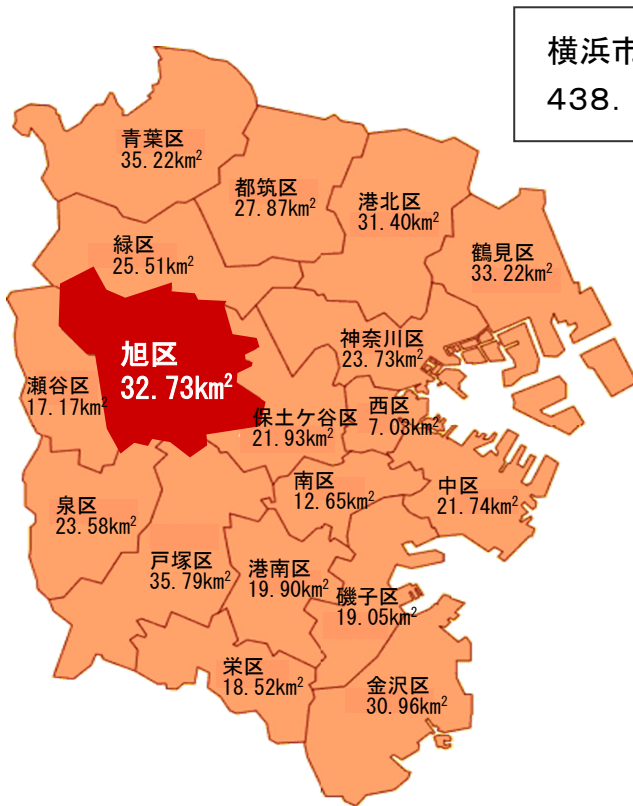 横浜市
438.
青葉区
35.22km²
都筑区
27.87km²
港北区
31.40km²
鶴見区
33.22km²
緑区
25.51km²
旭区
32.73km²
神奈川区
23.73km²
瀬谷区
17.17km²
保土ケ谷区
21.93km²
西区
7.03km²
南区
12.65km²
中区
21.74km²
泉区
23.58km²
戸塚区
35.79km²
港南区
19.90km²
磯子区
19.05km²
栄区
18.52km²
金沢区
30.96km²